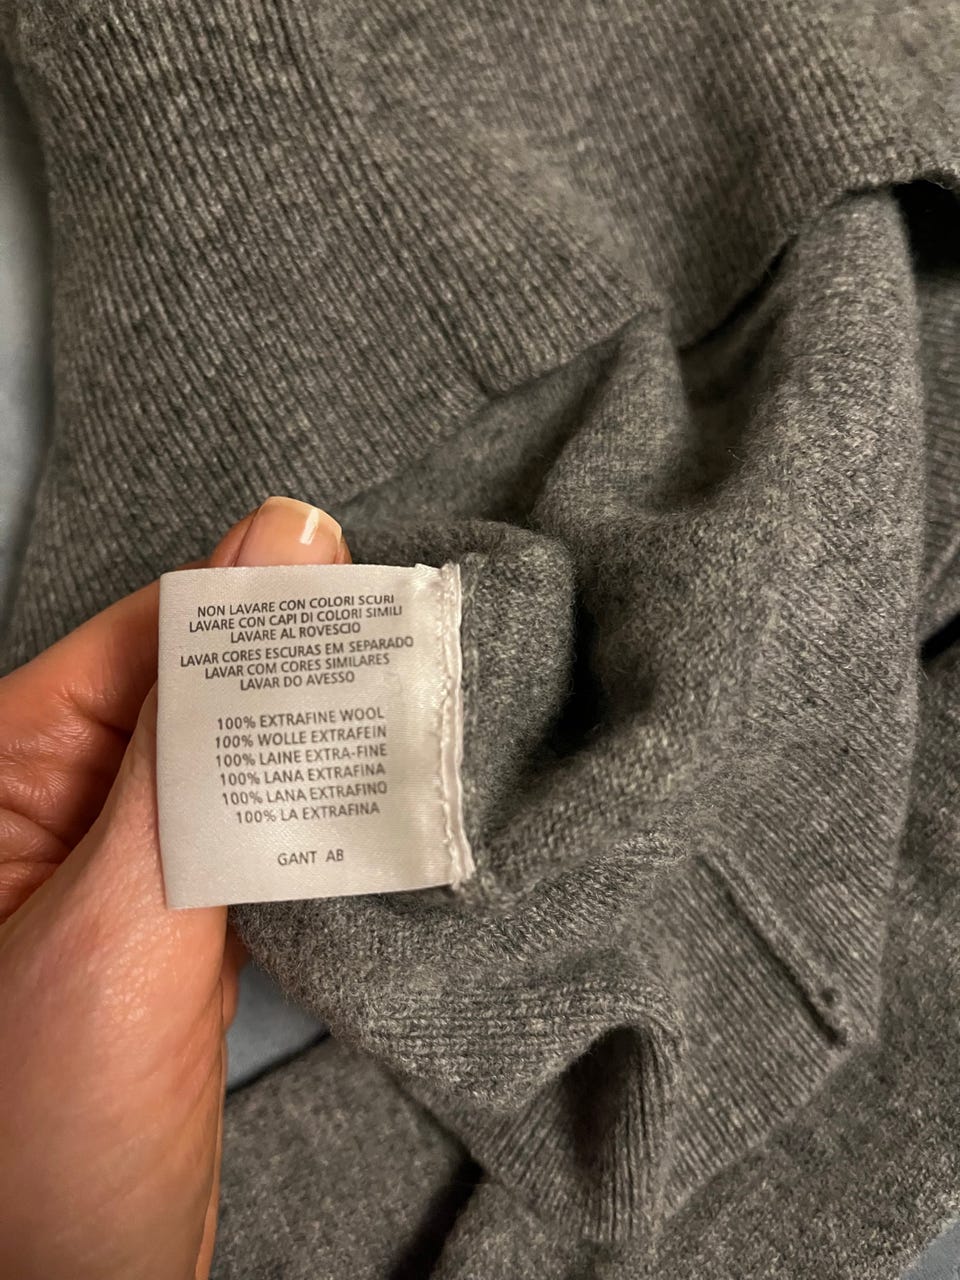 NON LAVARE CON COLORI SCURI
LAVARE CON CAPI DI COLORI SIMILI
LAVARE AL ROVESCIO
LAVAR CORES ESCURAS EM SEPARADO
LAVAR COM CORES SIMILARES
LAVAR DO AVESSO
100% EXTRAFINE WOOL
100% WOLLE EXTRAFEIN
100% LAINE EXTRA-FINE
100% LANA EXTRAFINA
100% LANA EXTRAFINO
100% LA EXTRAFINA
GANT AB